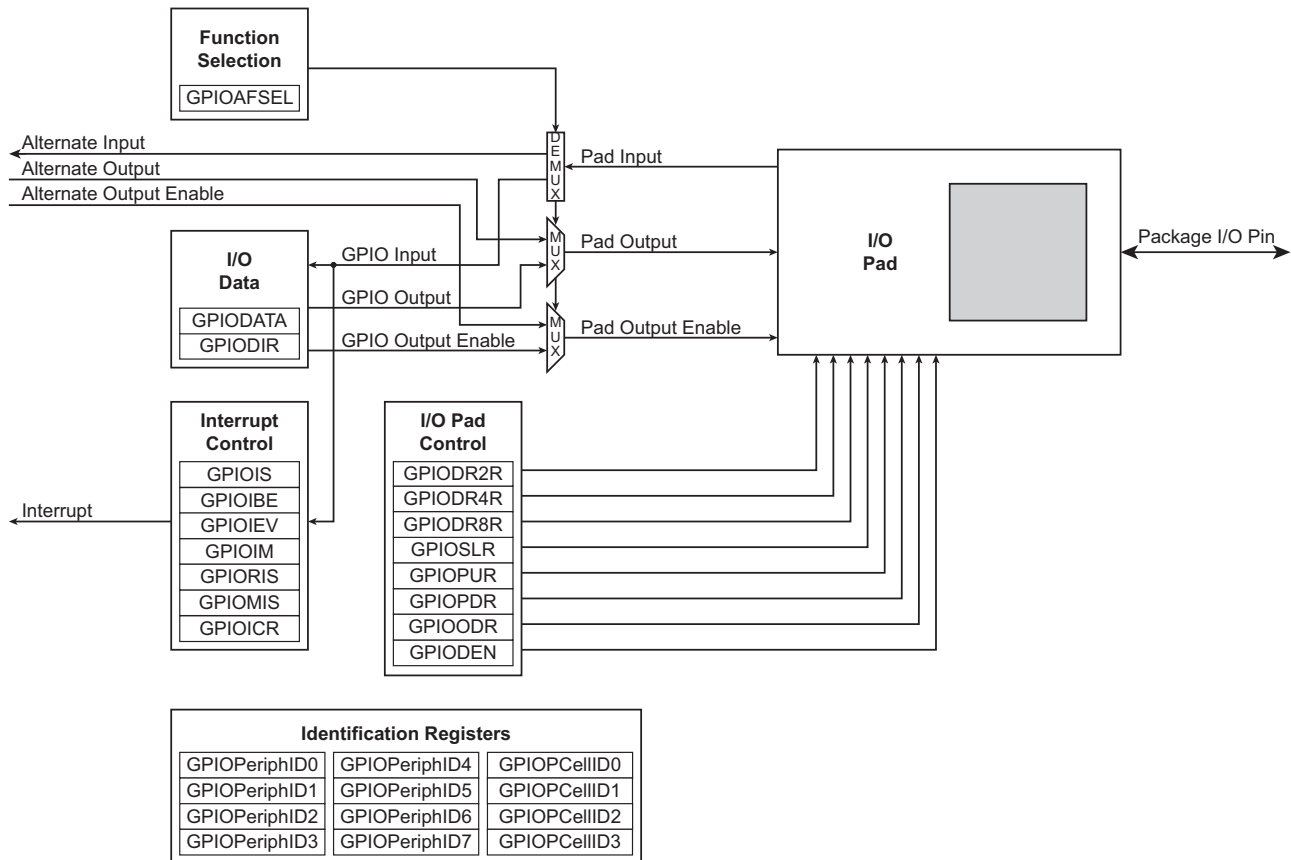 Function
Selection
GPIOAFSEL
Alternate Input
Alternate Output
Alternate Output Enable
DEMUX
Pad Input
MUX
Pad Output
MUX
Pad Output Enable
I/O
Pad
Package I/O Pin
I/O
Data
GPIODATA
GPIODIR
GPIO Input
GPIO Output
GPIO Output Enable
Interrupt
Control
GPIOIS
GPIOIBE
GPIOIEV
GPIOIM
GPIORIS
GPIOMIS
GPIOICR
Interrupt
I/O Pad
Control
GPIODR2R
GPIODR4R
GPIODR8R
GPIOSLR
GPIOPUR
GPIOPDR
GPIOODR
GPIODEN
Identification Registers
GPIOPeriphID0 GPIOPeriphID4 GPIOPCellID0
GPIOPeriphID1 GPIOPeriphID5 GPIOPCellID1
GPIOPeriphID2 GPIOPeriphID6 GPIOPCellID2
GPIOPeriphID3 GPIOPeriphID7 GPIOPCellID3